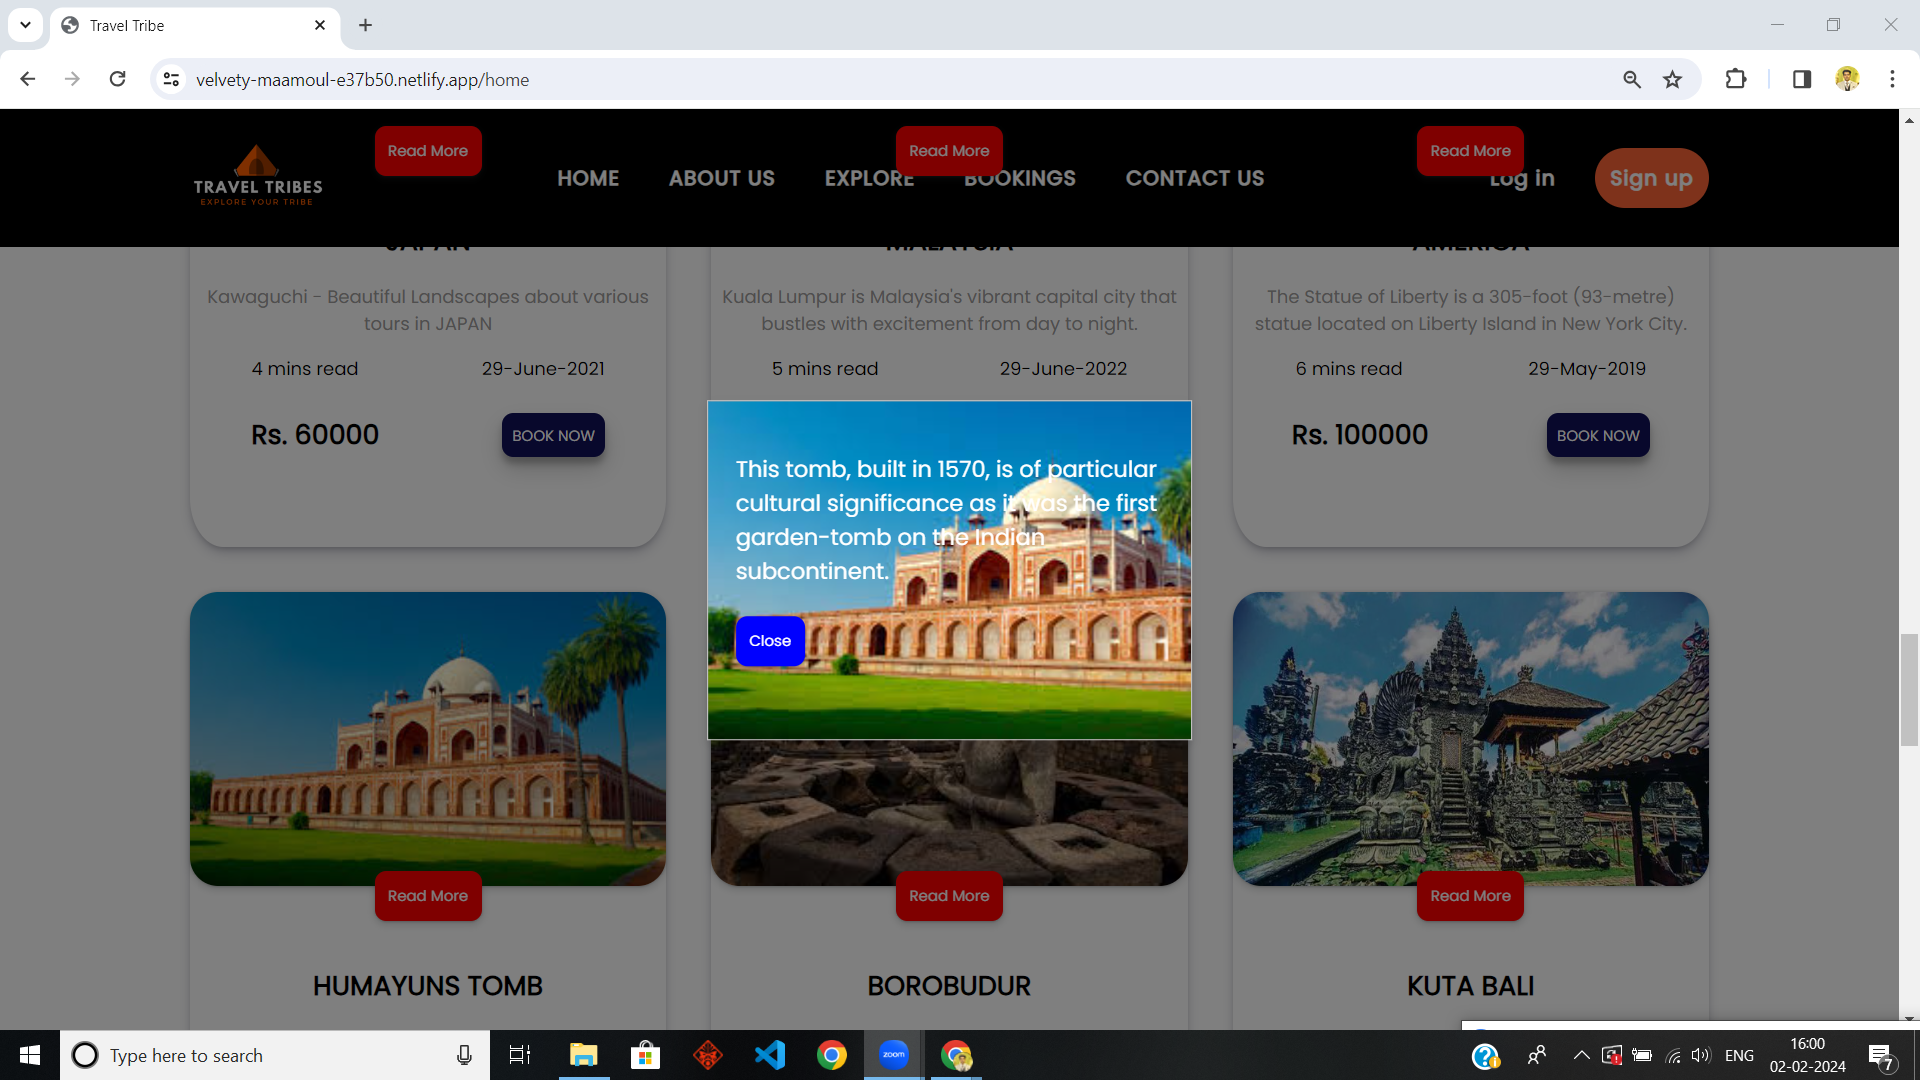 Travel Tribe
velvety-maamoul-e37b50.netlify.app/home
TRAVEL TRIBES
EXPLORE YOUR TRIBE
Read More
Read More
Read More
HOME
ABOUT US
EXPLORE
BOOKINGS
CONTACT US
Log in
Sign up
JAPAN
MALAYSIA
AMERICA
Kawaguchi - Beautiful Landscapes about various
tours in JAPAN
Kuala Lumpur is Malaysia's vibrant capital city that
bustles with excitement from day to night.
The Statue of Liberty is a 305-foot (93-metre)
statue located on Liberty Island in New York City.
4 mins read
29-June-2021
5 mins read
29-June-2022
6 mins read
29-May-2019
Rs. 60000
BOOK NOW
Rs. 100000
BOOK NOW
This tomb, built in 1570, is of particular
cultural significance as it was the first
garden-tomb on the Indian
subcontinent.
Close
Read More
Read More
Read More
HUMAYUNS TOMB
BOROBUDUR
KUTA BALI
Type here to search
zoom
ENG
16:00
02-02-2024
7